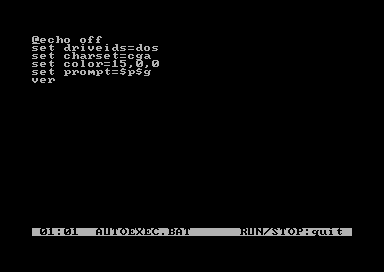 @echo off
set driveids=dos
set charset=cga
set color=15,0,0
set prompt=$p$g
ver
01:01 AUTOEXEC.BAT RUN/STOP:quit